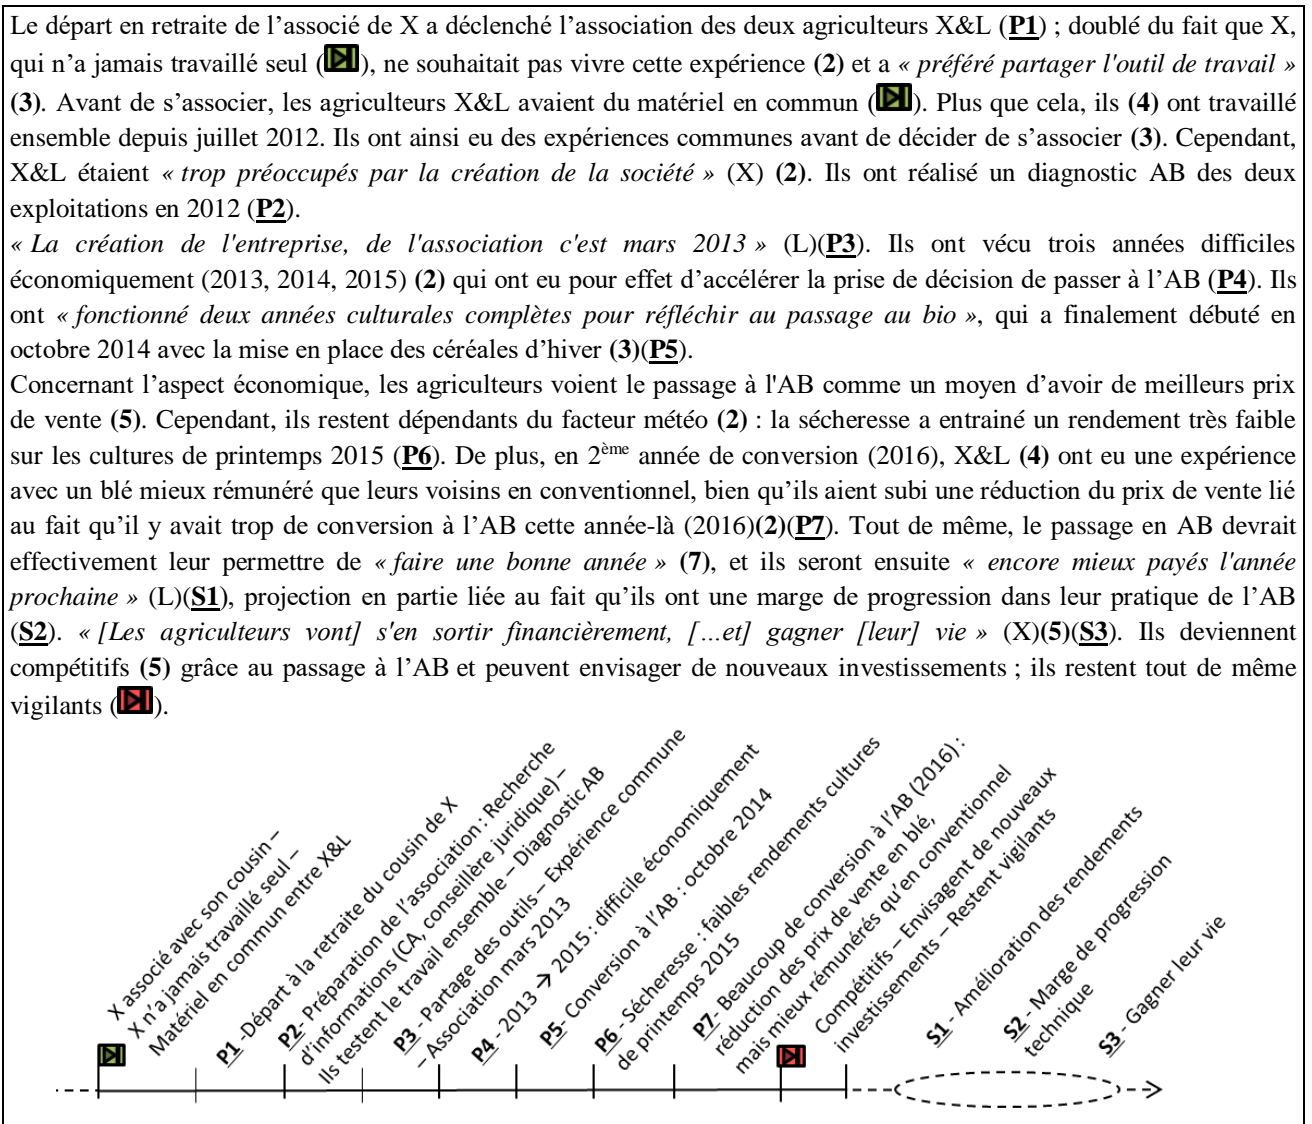 Le départ en retraite de l’associé de X a déclenché l’association des deux agriculteurs X&L (P1) ; doublé du fait que X,
qui n’a jamais travaillé seul ( ), ne souhaitait pas vivre cette expérience (2) et a « préféré partager l'outil de travail »
(3). Avant de s’associer, les agriculteurs X&L avaient du matériel en commun ( ). Plus que cela, ils (4) ont travaillé
ensemble depuis juillet 2012. Ils ont ainsi eu des expériences communes avant de décider de s’associer (3). Cependant,
X&L étaient « trop préoccupés par la création de la société » (X) (2). Ils ont réalisé un diagnostic AB des deux
exploitations en 2012 (P2).
« La création de l'entreprise, de l'association c'est mars 2013 » (L)(P3). Ils ont vécu trois années difficiles
économiquement (2013, 2014, 2015) (2) qui ont eu pour effet d’accélérer la prise de décision de passer à l’AB (P4). Ils
ont « fonctionné deux années culturales complètes pour réfléchir au passage au bio », qui a finalement débuté en
octobre 2014 avec la mise en place des céréales d’hiver (3)(P5).
Concernant l’aspect économique, les agriculteurs voient le passage à l'AB comme un moyen d’avoir de meilleurs prix
de vente (5). Cependant, ils restent dépendants du facteur météo (2) : la sécheresse a entrainé un rendement très faible
sur les cultures de printemps 2015 (P6). De plus, en 2ème année de conversion (2016), X&L (4) ont eu une expérience
avec un blé mieux rémunéré que leurs voisins en conventionnel, bien qu’ils aient subi une réduction du prix de vente lié
au fait qu’il y avait trop de conversion à l’AB cette année-là (2016)(2)(P7). Tout de même, le passage en AB devrait
effectivement leur permettre de « faire une bonne année » (7), et ils seront ensuite « encore mieux payés l'année
prochaine » (L)(S1), projection en partie liée au fait qu’ils ont une marge de progression dans leur pratique de l’AB
(S2). « [Les agriculteurs vont] s'en sortir financièrement, […et] gagner [leur] vie » (X)(5)(S3). Ils deviennent
compétitifs (5) grâce au passage à l’AB et peuvent envisager de nouveaux investissements ; ils restent tout de même
vigilants ( ).
X associé avec son cousin –
X n’a jamais travaillé seul –
Matériel en commun entre X&L
P1 -Départ à la retraite du cousin de X
P2- Préparation de l’association : Recherche
d’informations (CA, conseillère juridique) –
Ils testent le travail ensemble – Diagnostic AB
P3 - Partage des outils – Expérience commune
– Association mars 2013
P4 - 2013 → 2015 : difficile économiquement
P5- Conversion à l’AB : octobre 2014
P6 - Sécheresse : faibles rendements cultures
de printemps 2015
P7- Beaucoup de conversion à l’AB (2016) :
réduction des prix de vente en blé,
mais mieux rémunérés qu’en conventionnel
Compétitifs – Envisagent de nouveaux
investissements – Restent vigilants
S1 - Amélioration des rendements
S2 - Marge de progression
technique
S3 - Gagner leur vie